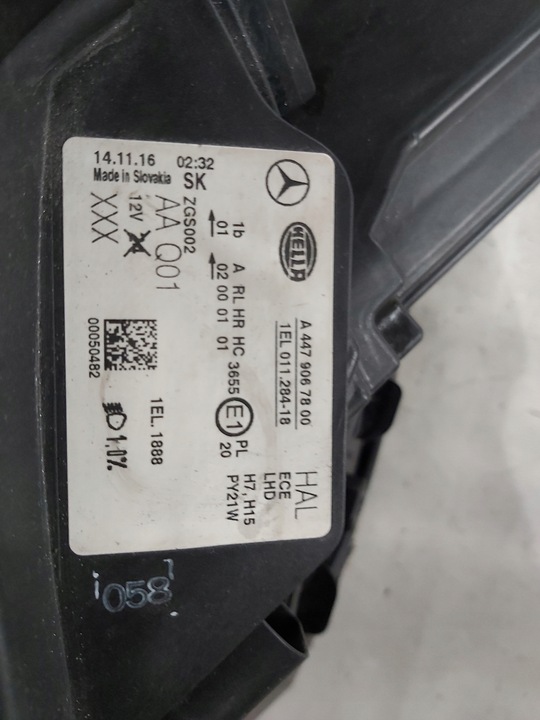 14.11.16 02:32
Made in Slovakia SK
HELLA
A 447 906 78 00
1EL 011.284-18
HAL
ECE
LHD
1b A RL HR HC 3655 E1 PL
01 02 00 01 01 20
H7, H15
PY21W
ZGS002
AA Q01
12V
XXX
00050482
1EL. 1888
1,0%
058